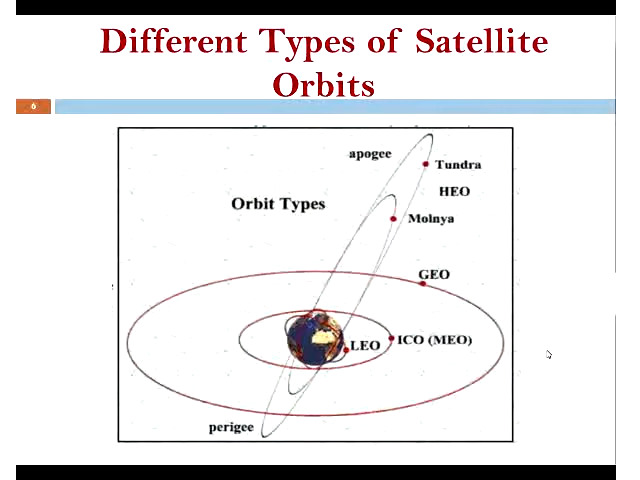 Different Types of Satellite
Orbits
6
apogee
Tundra
HEO
Orbit Types
Molnya
GEO
LEO
ICO (MEO)
perigee